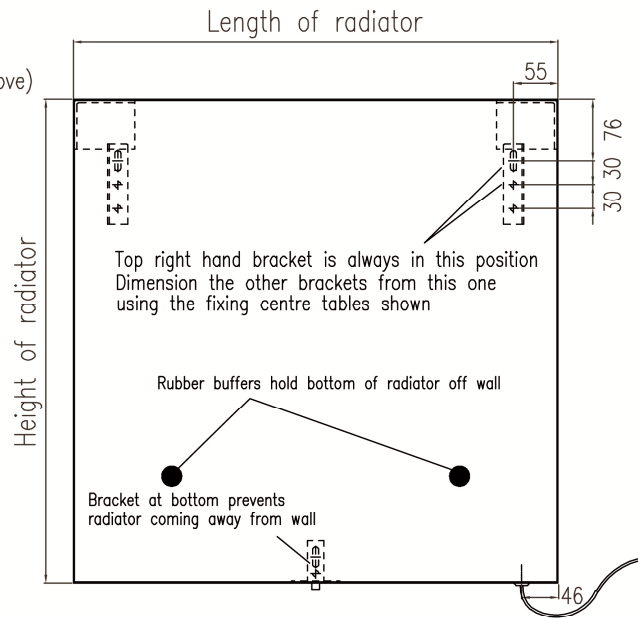 Length of radiator
ove)
55
76
30
30
Top right hand bracket is always in this position
Dimension the other brackets from this one
using the fixing centre tables shown
Height of radiator
Rubber buffers hold bottom of radiator off wall
Bracket at bottom prevents
radiator coming away from wall
46